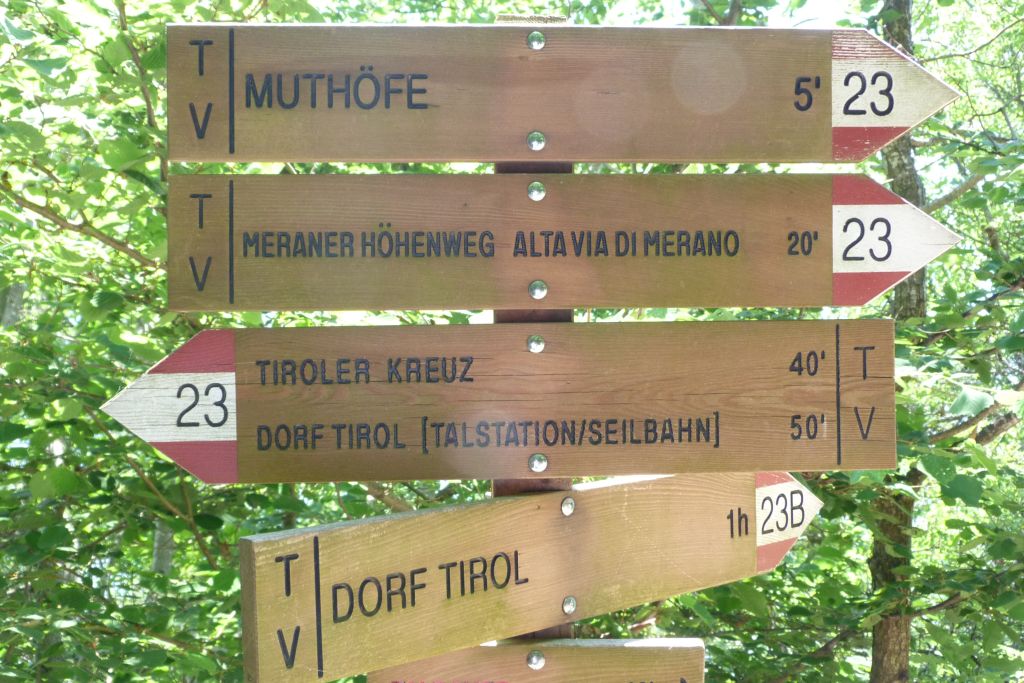 T
V
MUTHÖFE 5' 23
T
V
MERANER HÖHENWEG ALTA VIA DI MERANO 20' 23
23
TIROLER KREUZ 40'
DORF TIROL [TALSTATION/SEILBAHN] 50'
T
V
T
V
DORF TIROL 1h 23B